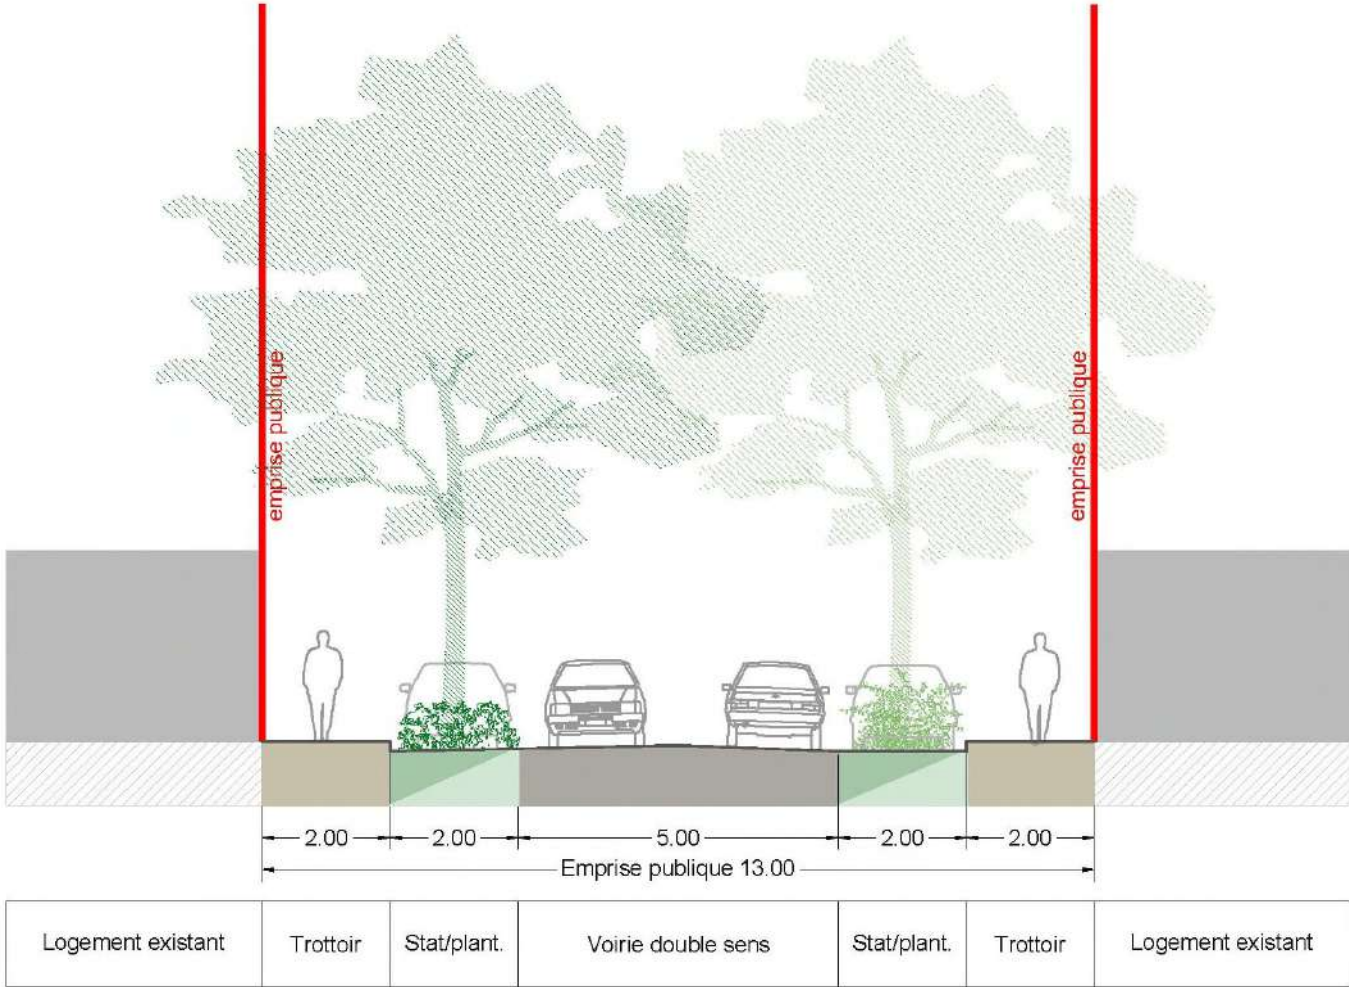 emprise publique
emprise publique
2.00 2.00 5.00 2.00 2.00
Emprise publique 13.00
Logement existant Trottoir Stat/plant. Voirie double sens Stat/plant. Trottoir Logement existant